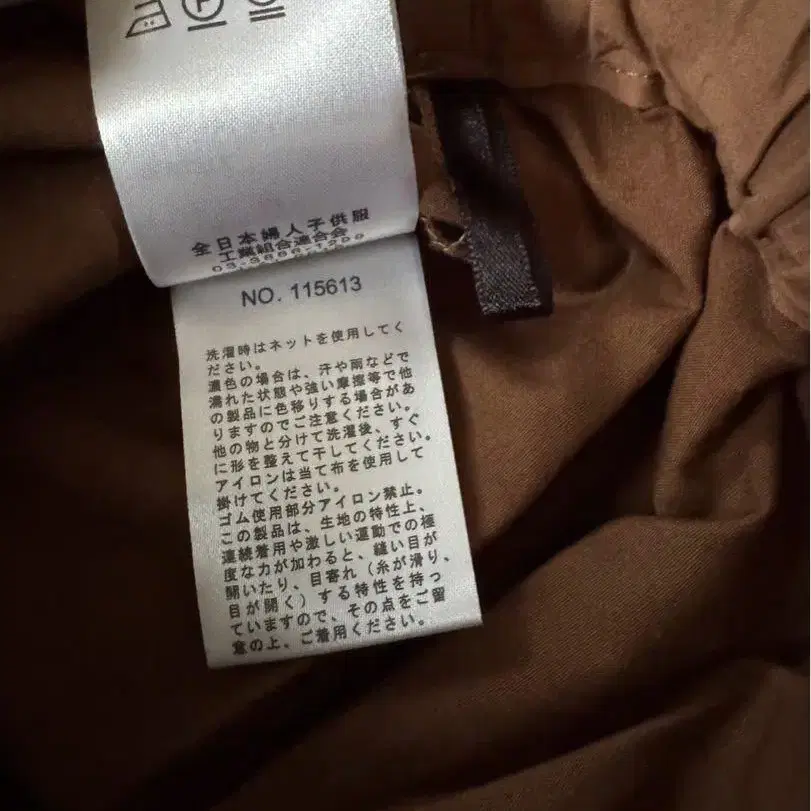 P
全日本婦人子供服
工業組合連合会
NO. 115613
洗濯時はネットを使用してく
ださい。
濃色の場合は、汗や雨などで
濡れた状態や強い摩擦等で他
の製品に色移りする場合があ
りますのでご注意ください。
他の物と分けて洗濯後、すぐ
に形を整えて干してください。
アイロンは当て布を使用して
掛けてください。
ゴム使用部分アイロン禁止。
この製品は、生地の特性上、
連続着用や激しい運動での極
度な力が加わると、縫い目が
開いたり、目寄れ（糸が滑り、
目が開く）する特性を持っ
ていますので、その点をご留
意の上、ご着用ください。